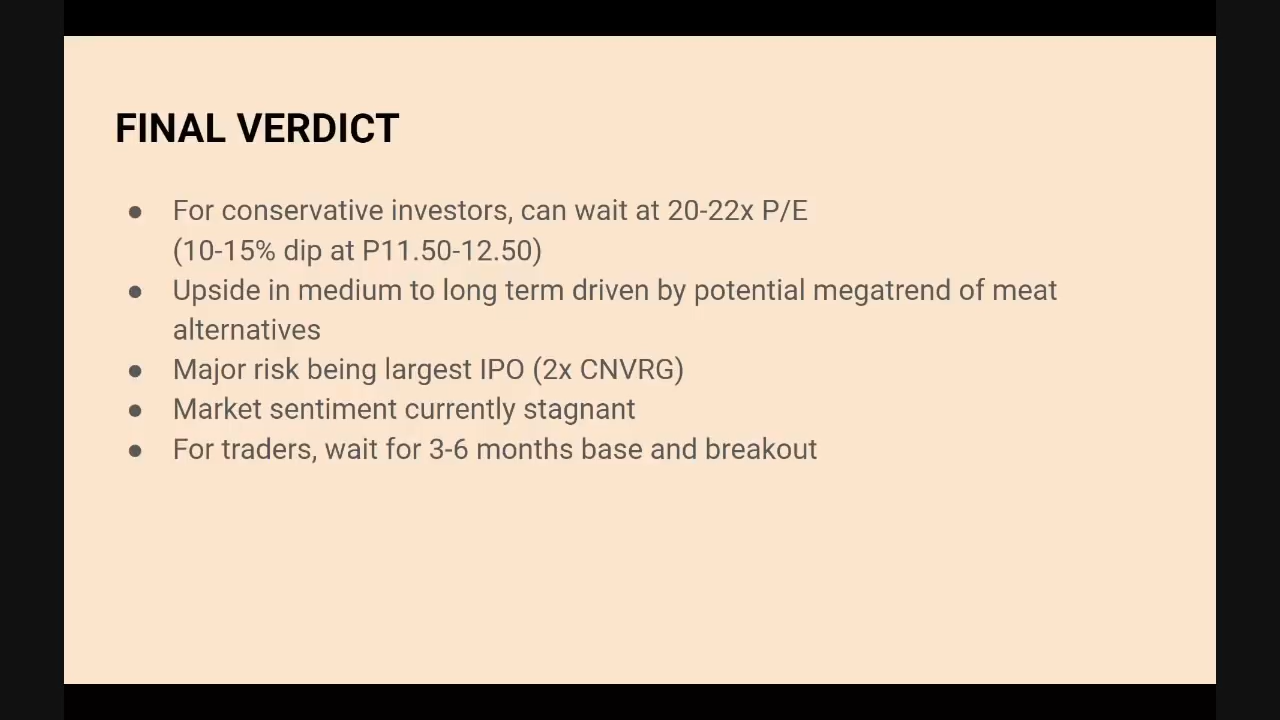 FINAL VERDICT
● For conservative investors, can wait at 20-22x P/E
(10-15% dip at P11.50-12.50)
● Upside in medium to long term driven by potential megatrend of meat
alternatives
● Major risk being largest IPO (2x CNVRG)
● Market sentiment currently stagnant
● For traders, wait for 3-6 months base and breakout